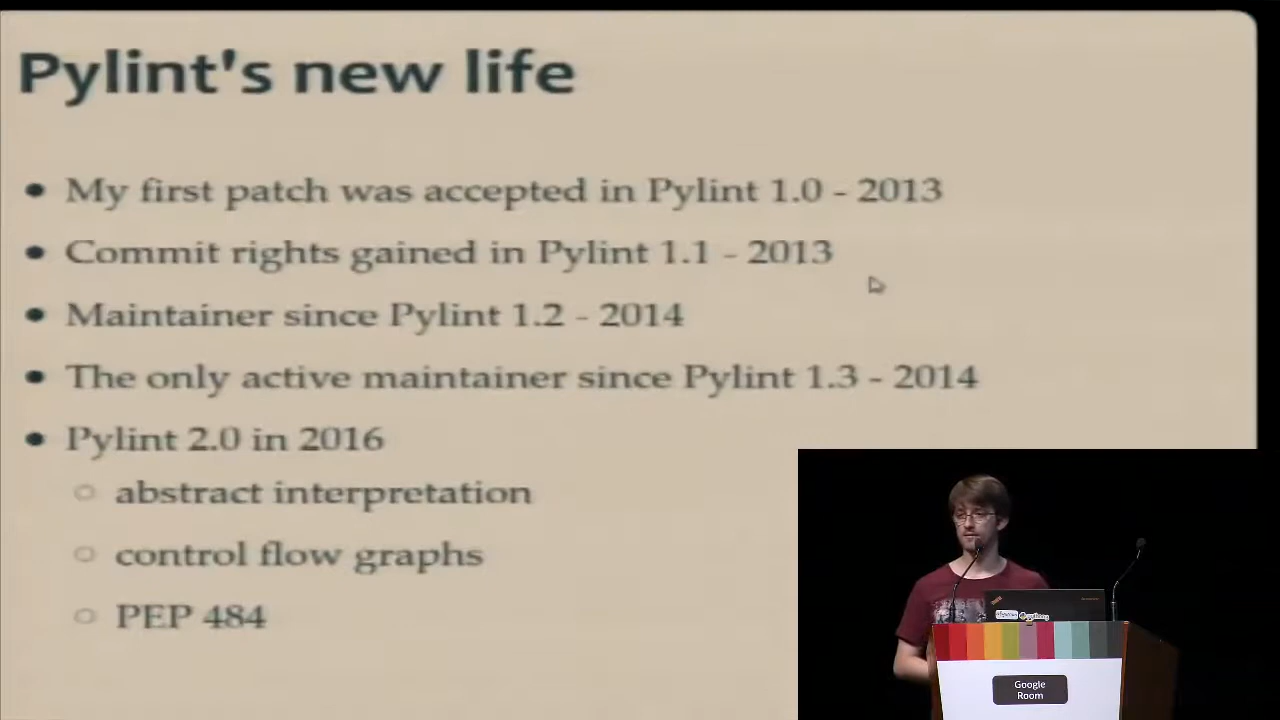 Pylint's new life
• My first patch was accepted in Pylint 1.0 - 2013
• Commit rights gained in Pylint 1.1 - 2013
• Maintainer since Pylint 1.2 - 2014
• The only active maintainer since Pylint 1.3 - 2014
• Pylint 2.0 in 2016
○ abstract interpretation
○ control flow graphs
○ PEP 484
Google
Room